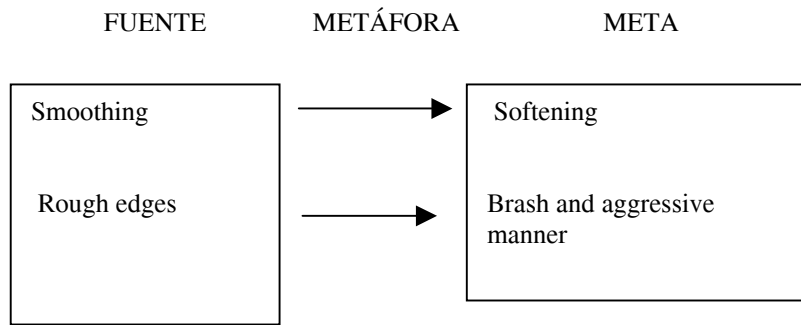 FUENTE METÁFORA META
Smoothing Softening
Rough edges Brash and aggressive
manner